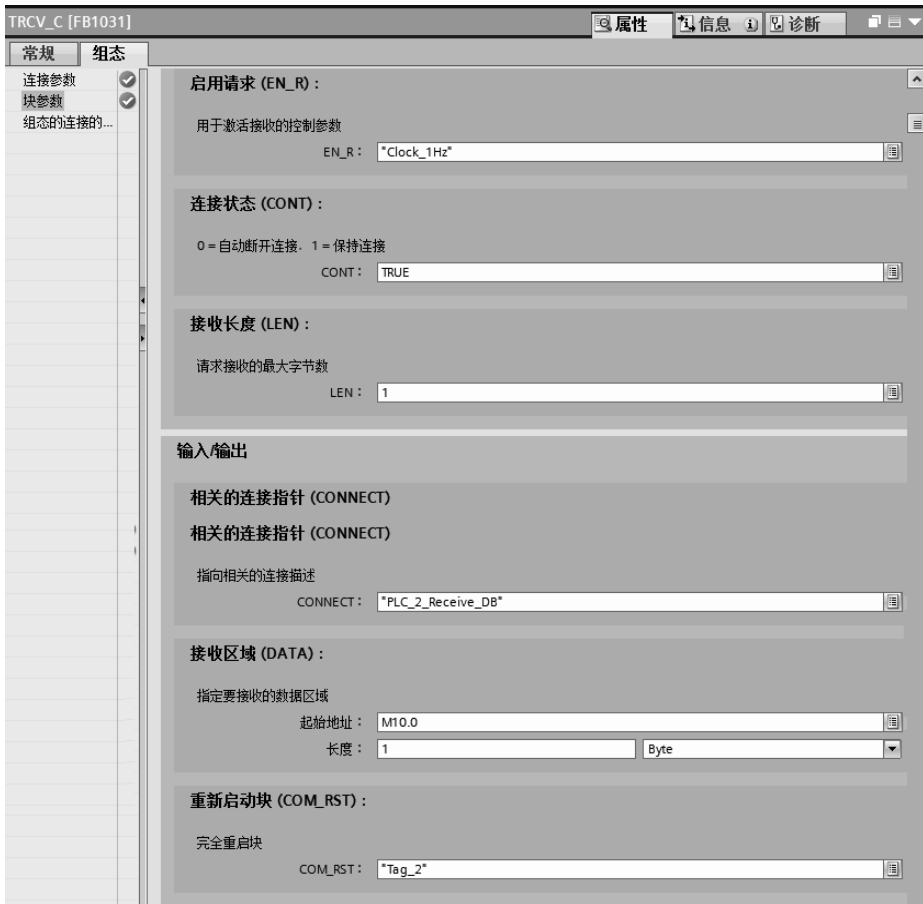 TRCV_C [FB1031]
属性 信息 诊断
常规 组态
连接参数
块参数
组态的连接的...
启用请求 (EN_R)：
用于激活接收的控制参数
EN_R： "Clock_1Hz"
连接状态 (CONT)：
0 = 自动断开连接. 1 = 保持连接
CONT： TRUE
接收长度 (LEN)：
请求接收的最大字节数
LEN： 1
输入/输出
相关的连接指针 (CONNECT)
相关的连接指针 (CONNECT)
指向相关的连接描述
CONNECT： "PLC_2_Receive_DB"
接收区域 (DATA)：
指定要接收的数据区域
起始地址： M10.0
长度： 1 Byte
重新启动块 (COM_RST)：
完全重启块
COM_RST： "Tag_2"